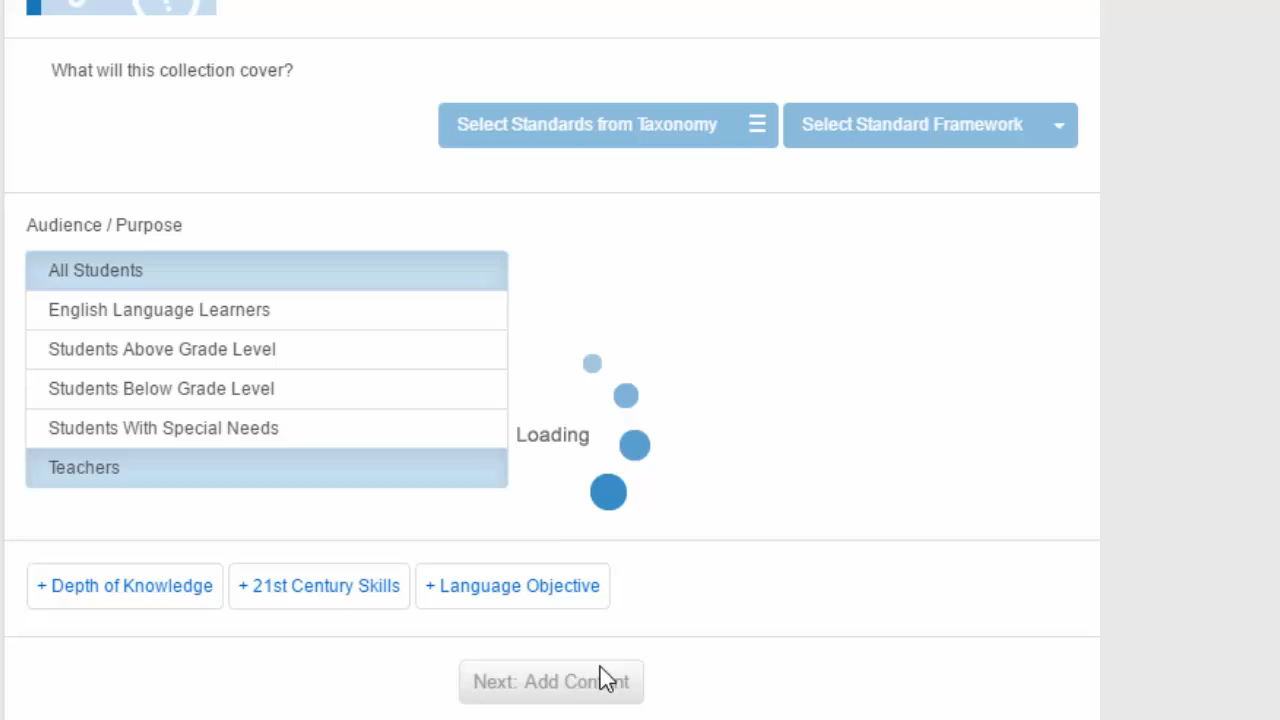 What will this collection cover?
Select Standards from Taxonomy
Select Standard Framework
Audience / Purpose
All Students
English Language Learners
Students Above Grade Level
Students Below Grade Level
Students With Special Needs
Teachers
Loading
+ Depth of Knowledge
+ 21st Century Skills
+ Language Objective
Next: Add Content